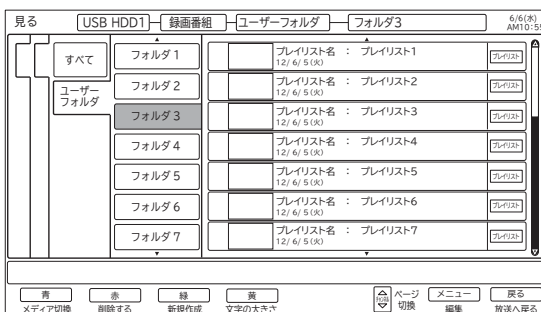 見る USB HDD1 録画番組 ユーザーフォルダ フォルダ3 6/6(水)
AM10:55
すべて
ユーザー
フォルダ
フォルダ 1
フォルダ 2
フォルダ 3
フォルダ 4
フォルダ 5
フォルダ 6
フォルダ 7
プレイリスト名 : プレイリスト1
12/ 6/ 5 (火)
プレイリスト
プレイリスト名 : プレイリスト2
12/ 6/ 5 (火)
プレイリスト
プレイリスト名 : プレイリスト3
12/ 6/ 5 (火)
プレイリスト
プレイリスト名 : プレイリスト4
12/ 6/ 5 (火)
プレイリスト
プレイリスト名 : プレイリスト5
12/ 6/ 5 (火)
プレイリスト
プレイリスト名 : プレイリスト6
12/ 6/ 5 (火)
プレイリスト
プレイリスト名 : プレイリスト7
12/ 6/ 5 (火)
プレイリスト
青 赤 緑 黄 ページ メニュー 戻る
メディア切換 削除する 新規作成 文字の大きさ 切換 編集 放送へ戻る